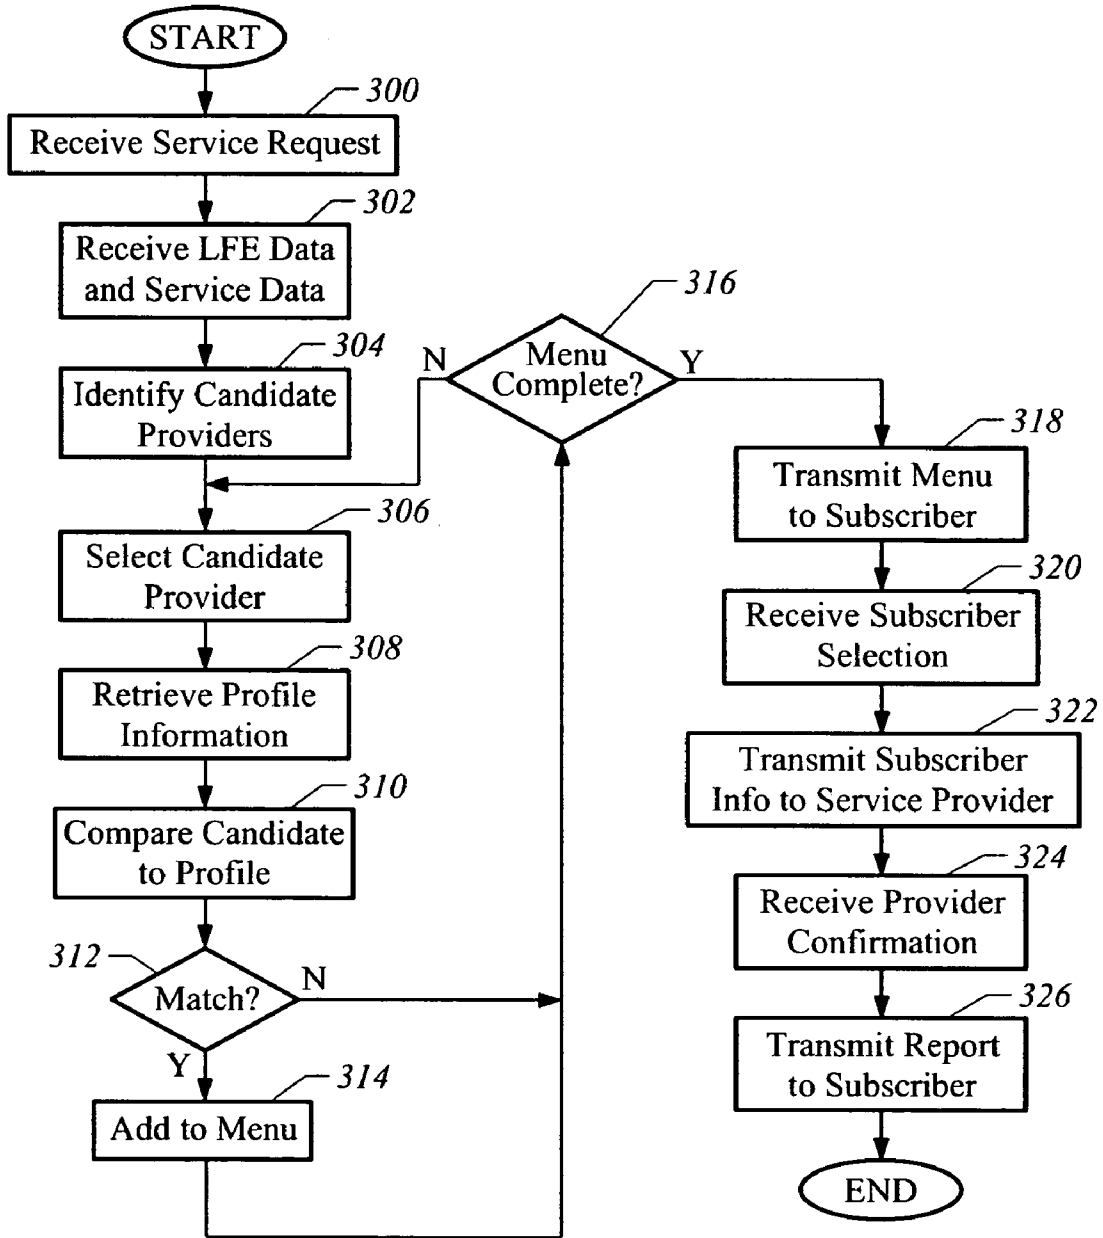 START
300
Receive Service Request
302
Receive LFE Data
and Service Data
304
Identify Candidate
Providers
306
Select Candidate
Provider
308
Retrieve Profile
Information
310
Compare Candidate
to Profile
312
Match?
N
Y
314
Add to Menu
316
Menu
Complete?
N
Y
318
Transmit Menu
to Subscriber
320
Receive Subscriber
Selection
322
Transmit Subscriber
Info to Service Provider
324
Receive Provider
Confirmation
326
Transmit Report
to Subscriber
END